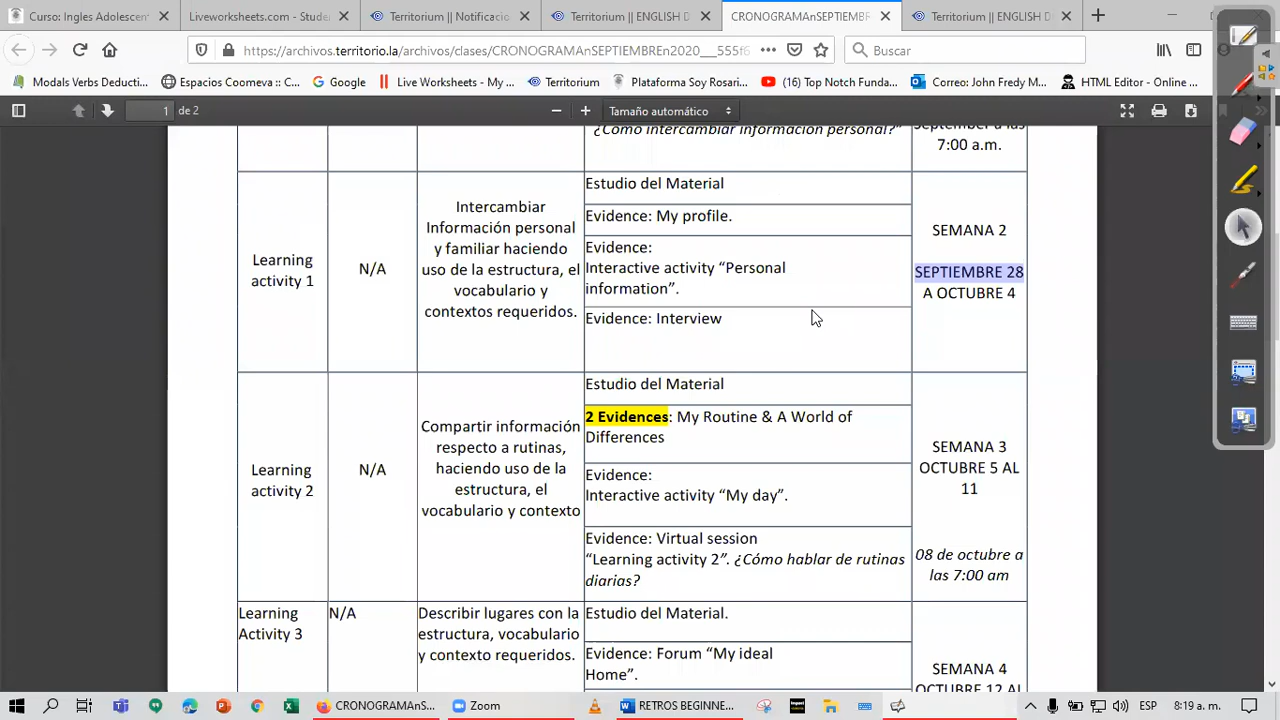 Curso: Ingles Adolescent
Liveworksheets.com - Stude
Territorium || Notificacio
Territorium || ENGLISH D
CRONOGRAMAnSEPTIEMBR
Territorium || ENGLISH D
https://archivos.territorio.la/archivos/clases/CRONOGRAMAnSEPTIEMBREn2020___555f6
Buscar
Modals Verbs Deducti...
Espacios Coomeva – ...
Google
Live Worksheets - My ...
Territorium
Plataforma Soy Rosari...
(16) Top Notch Funda...
Correo: John Fredy M...
HTML Editor - Online ...
1
de 2
Tamaño automático
¿Cómo intercambiar información personal?”
September a las
7:00 a.m.
Learning
activity 1
N/A
Intercambiar
Información personal
y familiar haciendo
uso de la estructura, el
vocabulario y
contextos requeridos.
Estudio del Material
Evidence: My profile.
Evidence:
Interactive activity “Personal
information”.
Evidence: Interview
SEMANA 2
SEPTIEMBRE 28
A OCTUBRE 4
Learning
activity 2
N/A
Compartir información
respecto a rutinas,
haciendo uso de la
estructura, el
vocabulario y contexto
Estudio del Material
2 Evidences: My Routine & A World of
Differences
Evidence:
Interactive activity “My day”.
Evidence: Virtual session
“Learning activity 2”. ¿Cómo hablar de rutinas
diarias?
SEMANA 3
OCTUBRE 5 AL
11
08 de octubre a
las 7:00 am
Learning
Activity 3
N/A
Describir lugares con la
estructura, vocabulario
y contexto requeridos.
Estudio del Material.
Evidence: Forum “My ideal
Home”.
SEMANA 4
OCTUBRE 12 AL
CRONOGRAMAnS...
Zoom
RETROS BEGINNE...
ESP
8:19 a. m.